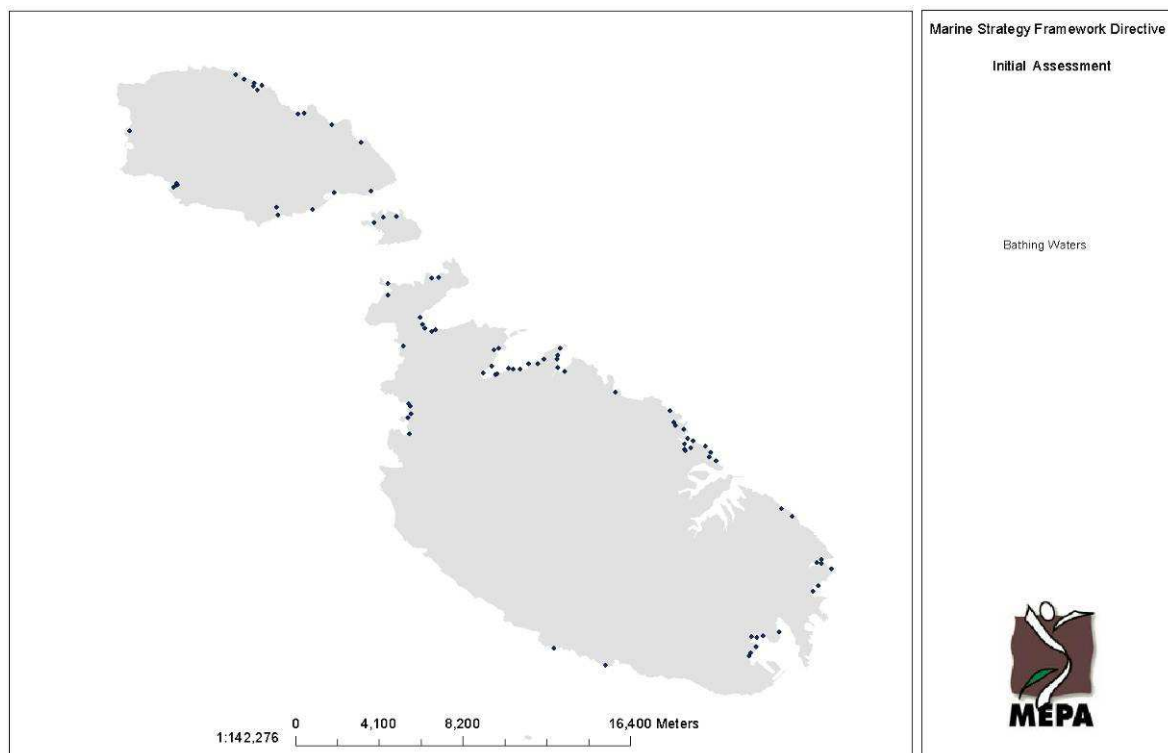 Marine Strategy Framework Directive
Initial Assessment
Bathing Waters
0 4,100 8,200 16,400 Meters
1:142,276
MEPA